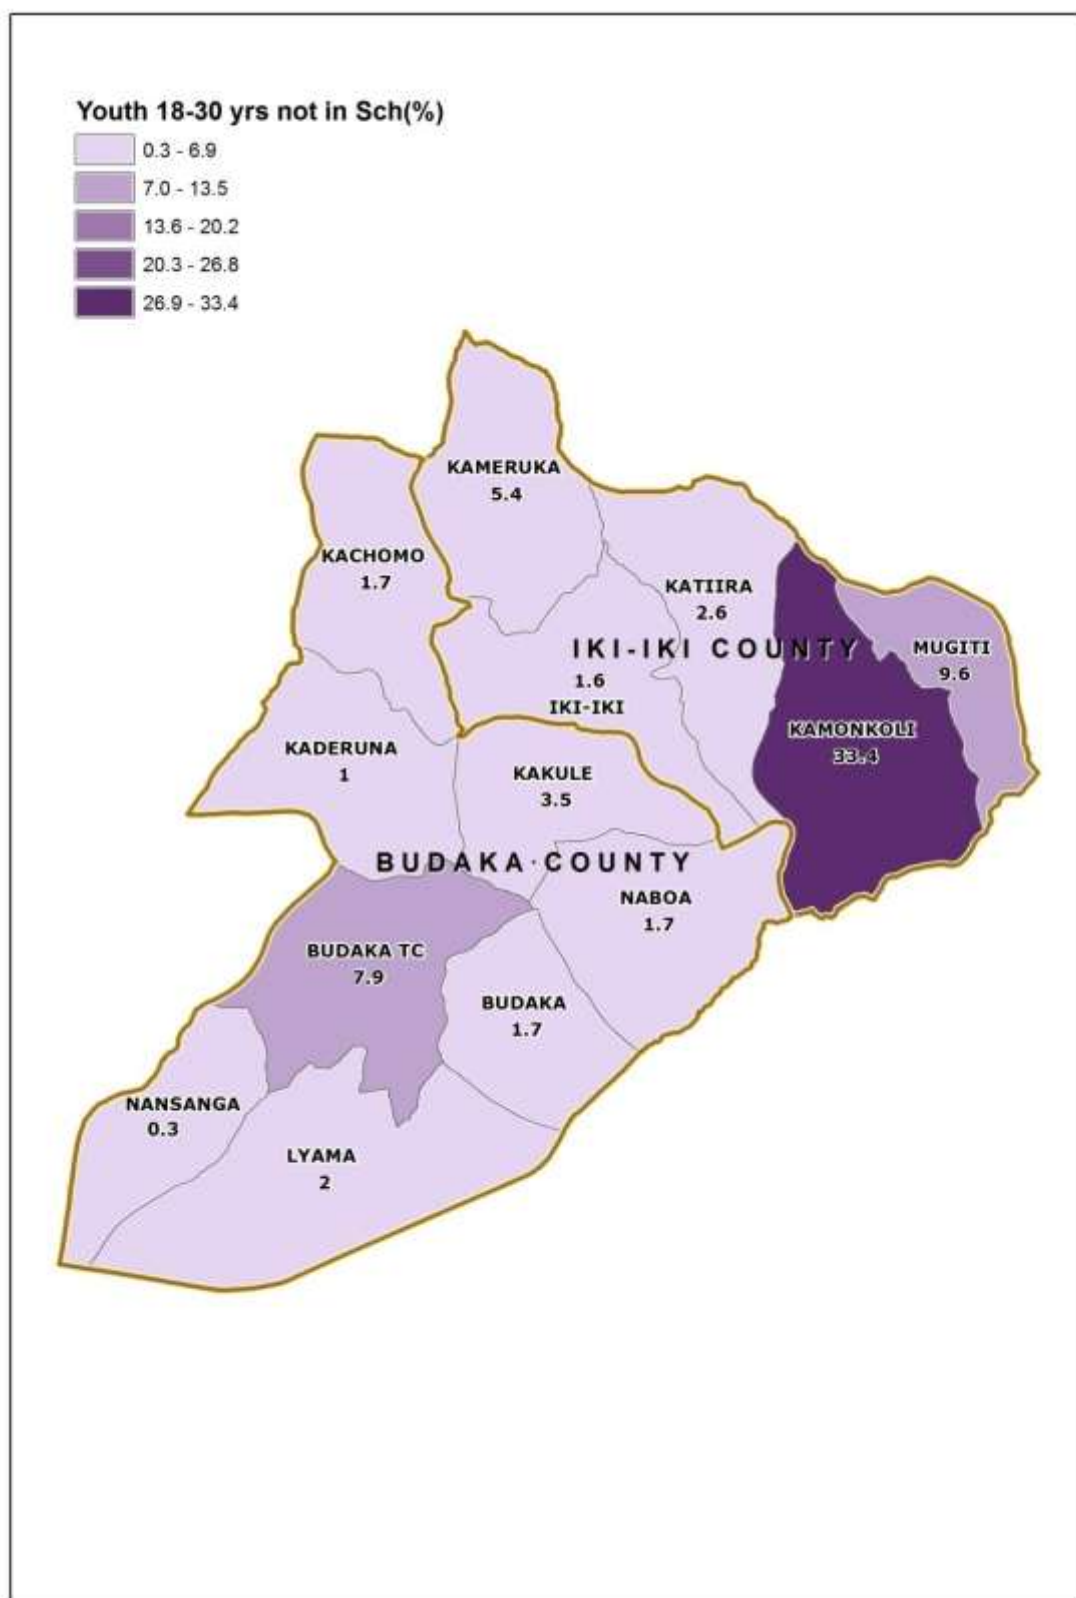 Youth 18-30 yrs not in Sch(%)
0.3 - 6.9
7.0 - 13.5
13.6 - 20.2
20.3 - 26.8
26.9 - 33.4
KAMERUKA
5.4
KACHOMO
1.7
KATIIRA
2.6
IKI-IKI COUNTY
MUGITI
9.6
1.6
IKI-IKI
KAMONKOLI
33.4
KADERUNA
1
KAKULE
3.5
BUDAKA COUNTY
NABOA
1.7
BUDAKA TC
7.9
BUDAKA
1.7
NANSANGA
0.3
LYAMA
2